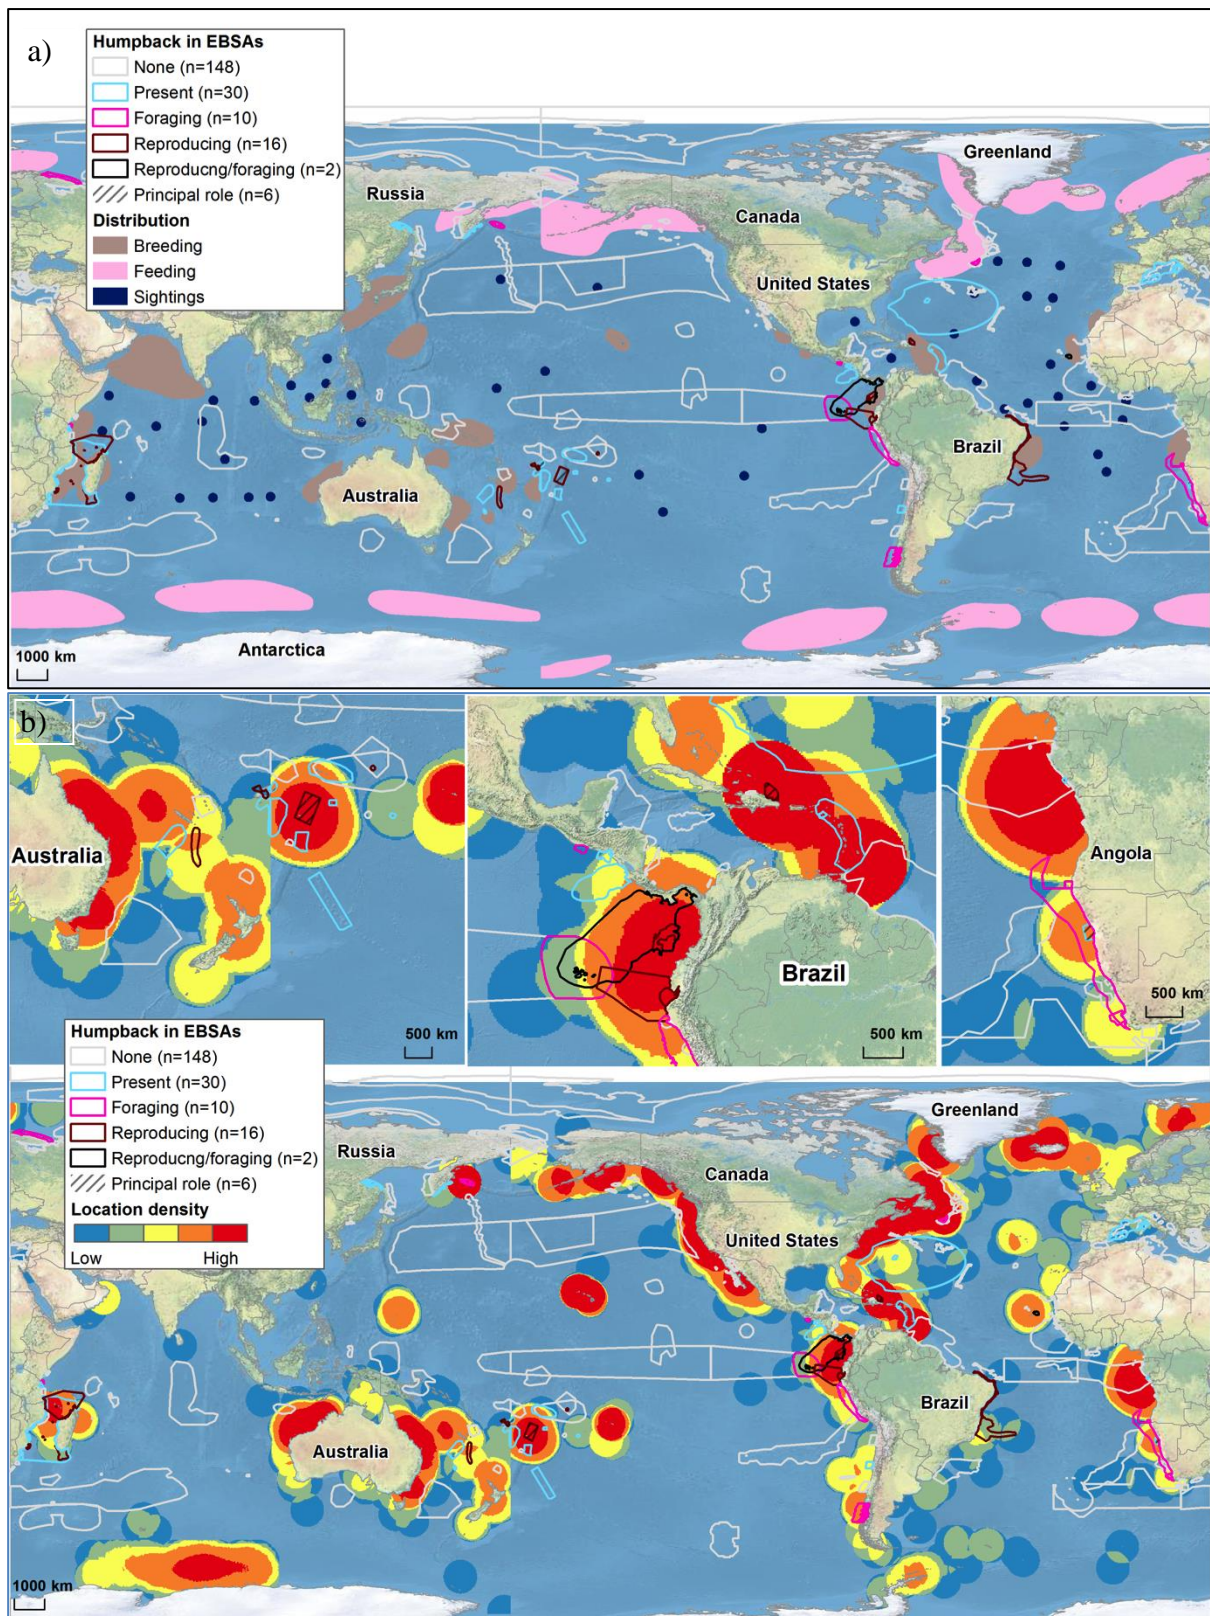 a)
Humpback in EBSAs
None (n=148)
Present (n=30)
Foraging (n=10)
Reproducing (n=16)
Reproducng/foraging (n=2)
Principal role (n=6)
Distribution
Breeding
Feeding
Sightings
Greenland
Russia
Canada
United States
Brazil
Australia
Antarctica
1000 km
b)
Australia
500 km
Brazil
500 km
Angola
500 km
Humpback in EBSAs
None (n=148)
Present (n=30)
Foraging (n=10)
Reproducing (n=16)
Reproducng/foraging (n=2)
Principal role (n=6)
Location density
Low High
Greenland
Russia
Canada
United States
Brazil
Australia
1000 km